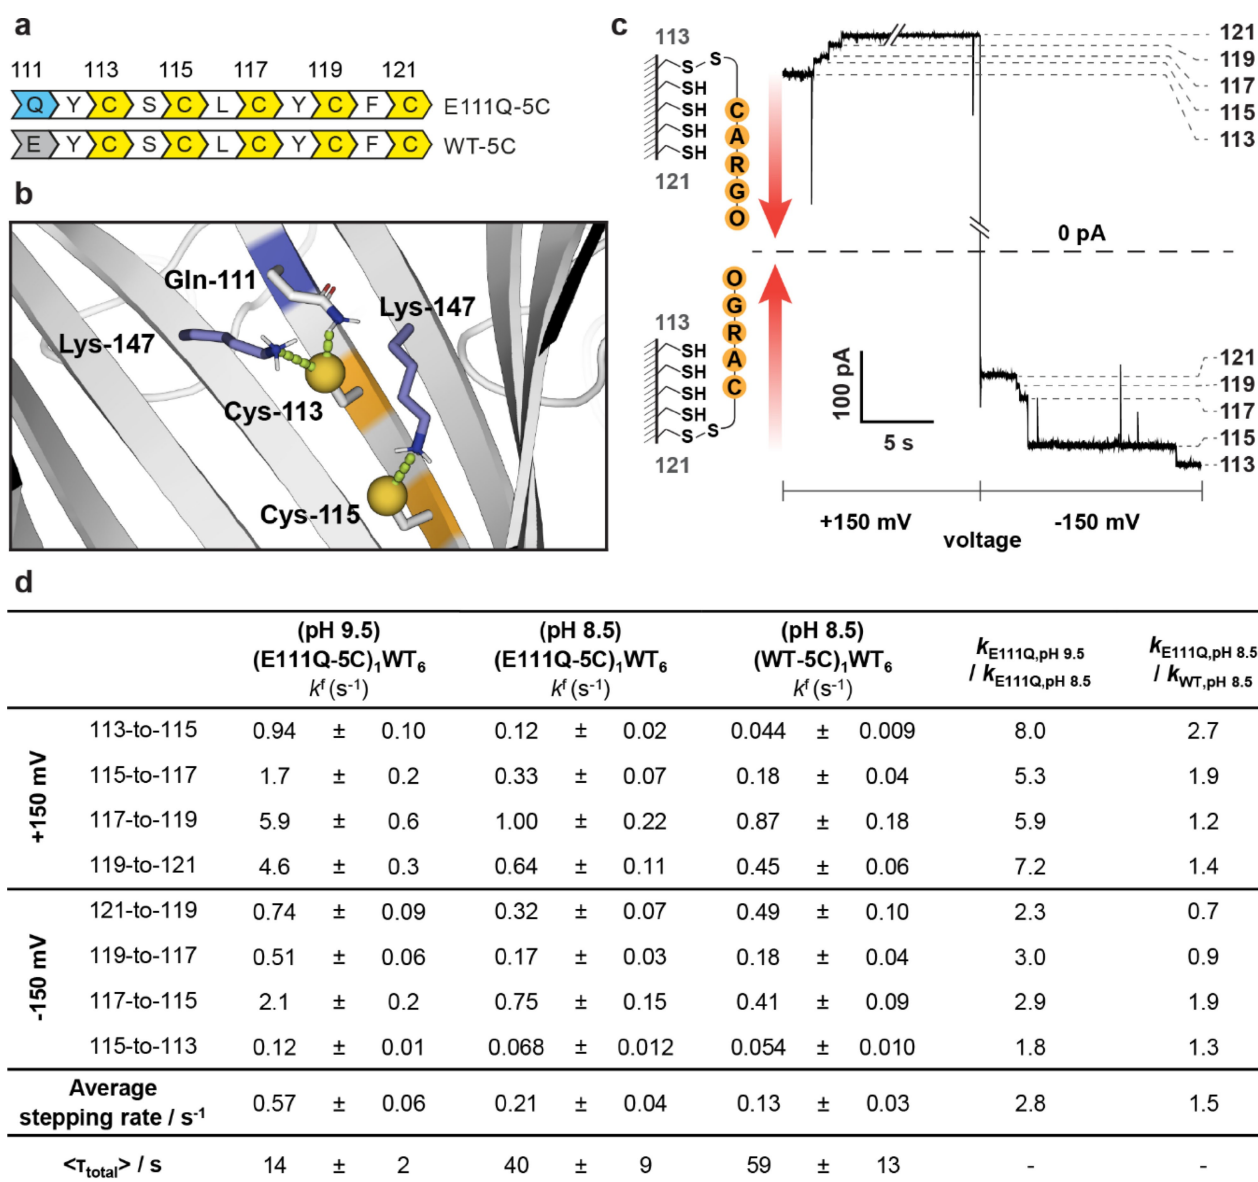 a
111 113 115 117 119 121
Q Y C S C L C Y C F C E111Q-5C
E Y C S C L C Y C F C WT-5C
b
Gln-111
Lys-147
Lys-147
Cys-113
Cys-115
c
113
S S
SH
SH
SH
SH
121
C
A
R
G
O
O
G
R
A
C
113
SH
SH
SH
SH
S S
121
121
119
117
115
113
0 pA
100 pA
5 s
121
119
117
115
113
+150 mV -150 mV
voltage
d
(pH 9.5) (pH 8.5) (pH 8.5)
(E111Q-5C)₁WT₆ (E111Q-5C)₁WT₆ (WT-5C)₁WT₆ kE111Q,pH 9.5 kE111Q,pH 8.5
kᶠ (s⁻¹) kᶠ (s⁻¹) kᶠ (s⁻¹) / kE111Q,pH 8.5 / kWT,pH 8.5
+150 mV
113-to-115 0.94 ± 0.10 0.12 ± 0.02 0.044 ± 0.009 8.0 2.7
115-to-117 1.7 ± 0.2 0.33 ± 0.07 0.18 ± 0.04 5.3 1.9
117-to-119 5.9 ± 0.6 1.00 ± 0.22 0.87 ± 0.18 5.9 1.2
119-to-121 4.6 ± 0.3 0.64 ± 0.11 0.45 ± 0.06 7.2 1.4
-150 mV
121-to-119 0.74 ± 0.09 0.32 ± 0.07 0.49 ± 0.10 2.3 0.7
119-to-117 0.51 ± 0.06 0.17 ± 0.03 0.18 ± 0.04 3.0 0.9
117-to-115 2.1 ± 0.2 0.75 ± 0.15 0.41 ± 0.09 2.9 1.9
115-to-113 0.12 ± 0.01 0.068 ± 0.012 0.054 ± 0.010 1.8 1.3
Average
stepping rate / s⁻¹ 0.57 ± 0.06 0.21 ± 0.04 0.13 ± 0.03 2.8 1.5
<τtotal> / s 14 ± 2 40 ± 9 59 ± 13 - -